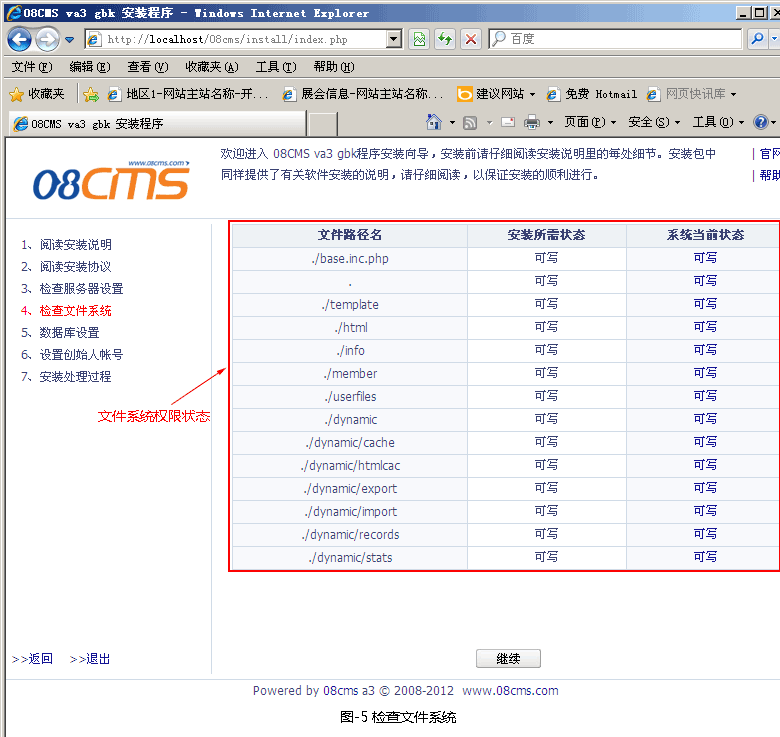 08CMS va3 gbk 安装程序 - Windows Internet Explorer
http://localhost/08cms/install/index.php
百度
文件(F) 编辑(E) 查看(V) 收藏夹(A) 工具(T) 帮助(H)
收藏夹 地区1-网站主站名称-开... 展会信息-网站主站名称... 建议网站 免费 Hotmail 网页快讯库
08CMS va3 gbk 安装程序
页面(P) 安全(S) 工具(O)
www.08cms.com
08CMS
欢迎进入 08CMS va3 gbk程序安装向导，安装前请仔细阅读安装说明里的每处细节。安装包中
同样提供了有关软件安装的说明，请仔细阅读，以保证安装的顺利进行。
| 官网
| 帮助
1、阅读安装说明
2、阅读安装协议
3、检查服务器设置
4、检查文件系统
5、数据库设置
6、设置创始人帐号
7、安装处理过程
文件系统权限状态
文件路径名 安装所需状态 系统当前状态
./base.inc.php 可写 可写
. 可写 可写
./template 可写 可写
./html 可写 可写
./info 可写 可写
./member 可写 可写
./userfiles 可写 可写
./dynamic 可写 可写
./dynamic/cache 可写 可写
./dynamic/htmlcac 可写 可写
./dynamic/export 可写 可写
./dynamic/import 可写 可写
./dynamic/records 可写 可写
./dynamic/stats 可写 可写
>>返回 >>退出
继续
Powered by 08cms a3 © 2008-2012 www.08cms.com
图-5 检查文件系统